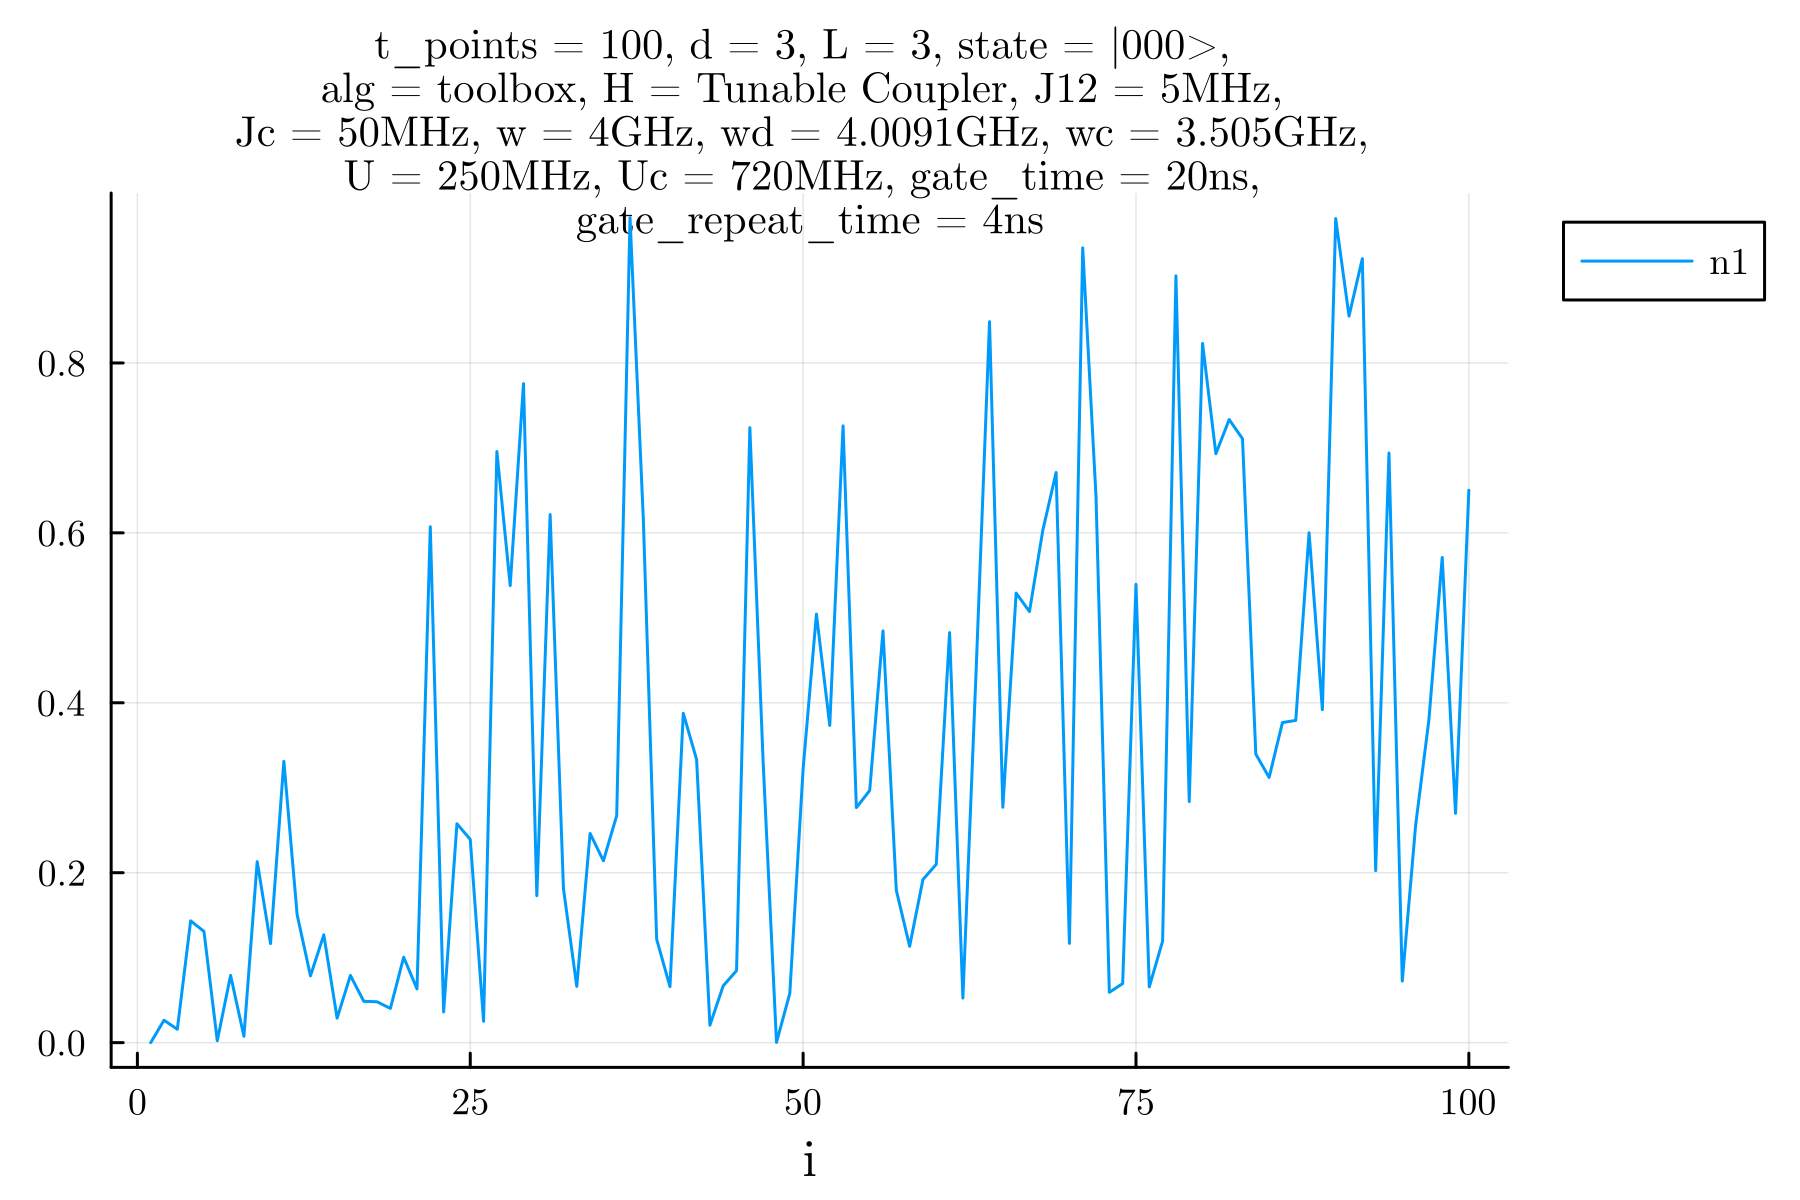 t_points = 100, d = 3, L = 3, state = |000>,
alg = toolbox, H = Tunable Coupler, J12 = 5MHz,
Jc = 50MHz, w = 4GHz, wd = 4.0091GHz, wc = 3.505GHz,
U = 250MHz, Uc = 720MHz, gate_time = 20ns,
gate_repeat_time = 4ns
n1
0.8
0.6
0.4
0.2
0.0
0 25 50 75 100
i